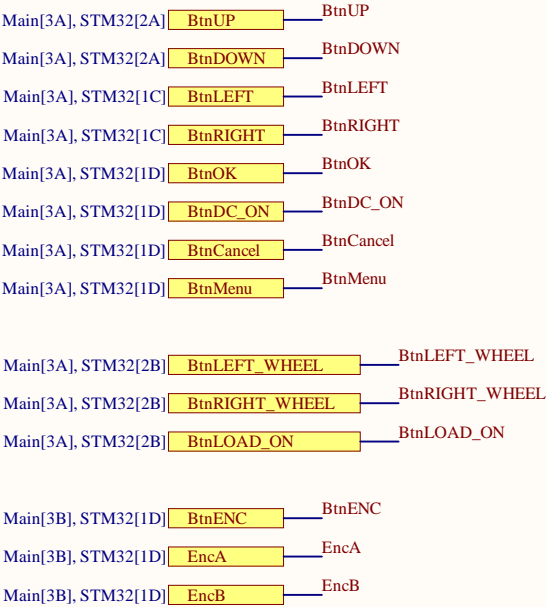 Main[3A], STM32[2A] BtnUP BtnUP
Main[3A], STM32[2A] BtnDOWN BtnDOWN
Main[3A], STM32[1C] BtnLEFT BtnLEFT
Main[3A], STM32[1C] BtnRIGHT BtnRIGHT
Main[3A], STM32[1D] BtnOK BtnOK
Main[3A], STM32[1D] BtnDC_ON BtnDC_ON
Main[3A], STM32[1D] BtnCancel BtnCancel
Main[3A], STM32[1D] BtnMenu BtnMenu
Main[3A], STM32[2B] BtnLEFT_WHEEL BtnLEFT_WHEEL
Main[3A], STM32[2B] BtnRIGHT_WHEEL BtnRIGHT_WHEEL
Main[3A], STM32[2B] BtnLOAD_ON BtnLOAD_ON
Main[3B], STM32[1D] BtnENC BtnENC
Main[3B], STM32[1D] EncA EncA
Main[3B], STM32[1D] EncB EncB